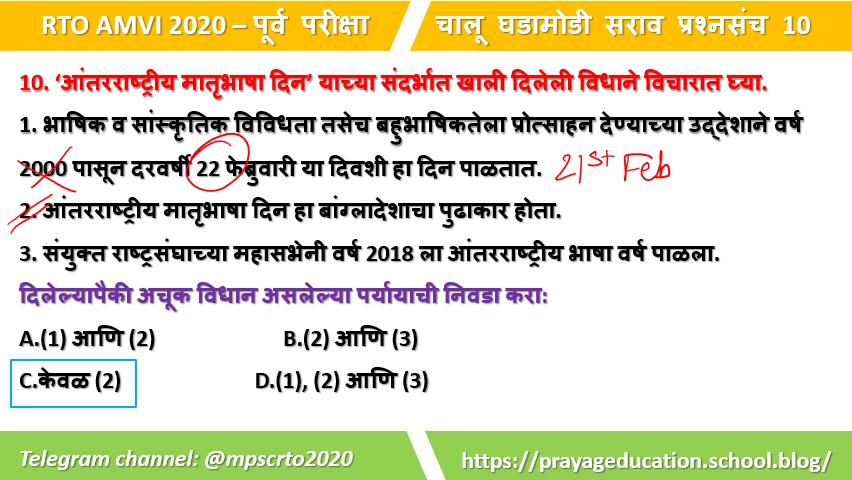 RTO AMVI 2020 – पूर्व परीक्षा
चालू घडामोडी सराव प्रश्नसंच 10
10. ‘आंतरराष्ट्रीय मातृभाषा दिन’ याच्या संदर्भात खाली दिलेली विधाने विचारात घ्या.
1. भाषिक व सांस्कृतिक विविधता तसेच बहुभाषिकतेला प्रोत्साहन देण्याच्या उद्देशाने वर्ष
2000 पासून दरवर्षी 22 फेब्रुवारी या दिवशी हा दिन पाळतात. 21st Feb
2. आंतरराष्ट्रीय मातृभाषा दिन हा बांग्लादेशाचा पुढाकार होता.
3. संयुक्त राष्ट्रसंघाच्या महासभेनी वर्ष 2018 ला आंतरराष्ट्रीय भाषा वर्ष पाळला.
दिलेल्यापैकी अचूक विधान असलेल्या पर्यायाची निवडा करा:
A.(1) आणि (2) B.(2) आणि (3)
C.केवळ (2) D.(1), (2) आणि (3)
Telegram channel: @mpscrto2020
https://prayageducation.school.blog/